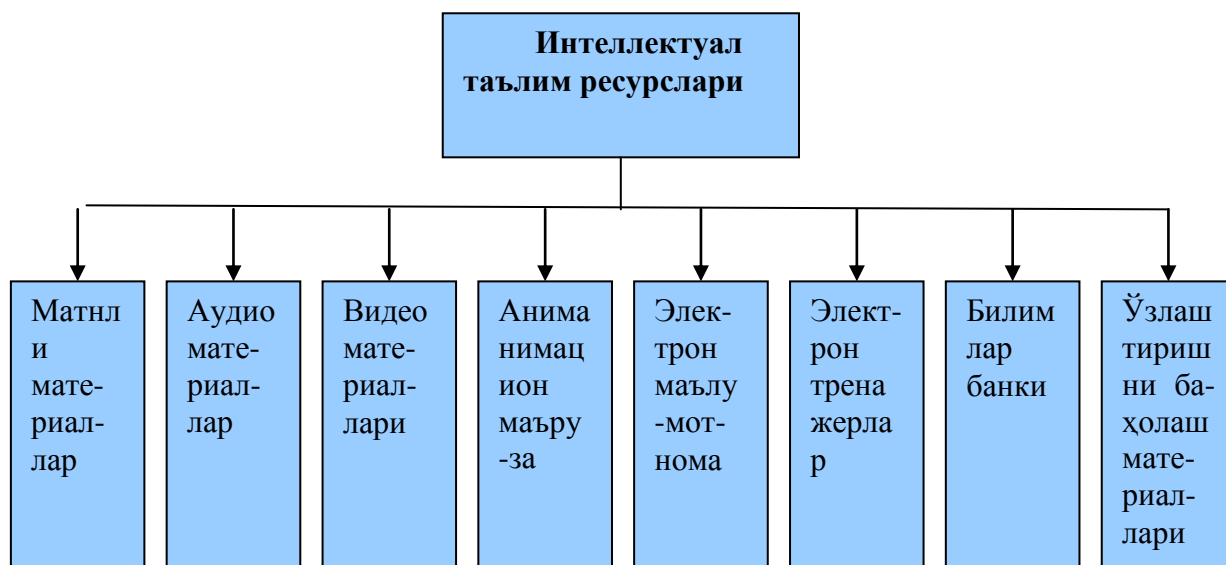 Интеллектуал
таълим ресурслари
Матнл
и
мате-
риал-
лар
Аудио
мате-
риал-
лар
Видео
мате-
риал-
лари
Анима
нимац
ион
маъру
-за
Элек-
трон
маълу
-мот-
нома
Элект-
рон
трена
жерла
р
Билим
лар
банки
Ўзлаш
тириш
ни ба-
ҳолаш
мате-
риал-
лари